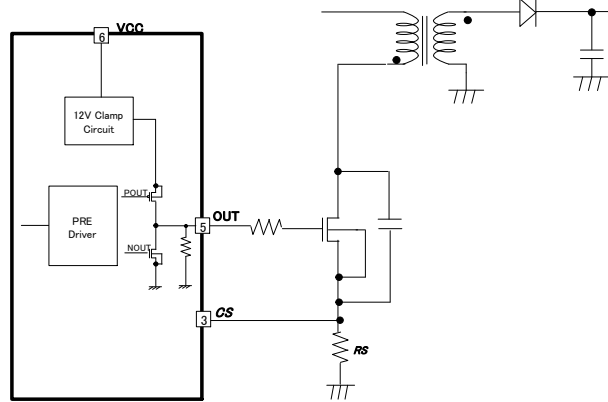 VCC
6
12V Clamp
Circuit
POUT
PRE
Driver
NOUT
OUT
5
CS
3
RS